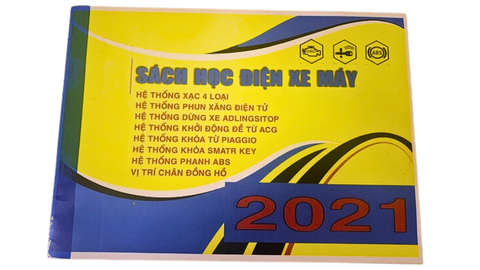 ABS
SÁCH HỌC ĐIỆN XE MÁY
HỆ THỐNG XẠC 4 LOẠI
HỆ THỐNG PHUN XĂNG ĐIỆN TỬ
HỆ THỐNG DỪNG XE ADLINGSITOP
HỆ THỐNG KHỞI ĐỘNG ĐỀ TỪ ACG
HỆ THỐNG KHÓA TỪ PIAGGIO
HỆ THỐNG KHÓA SMATR KEY
HỆ THỐNG PHANH ABS
VỊ TRÍ CHÂN ĐỒNG HỒ
2021